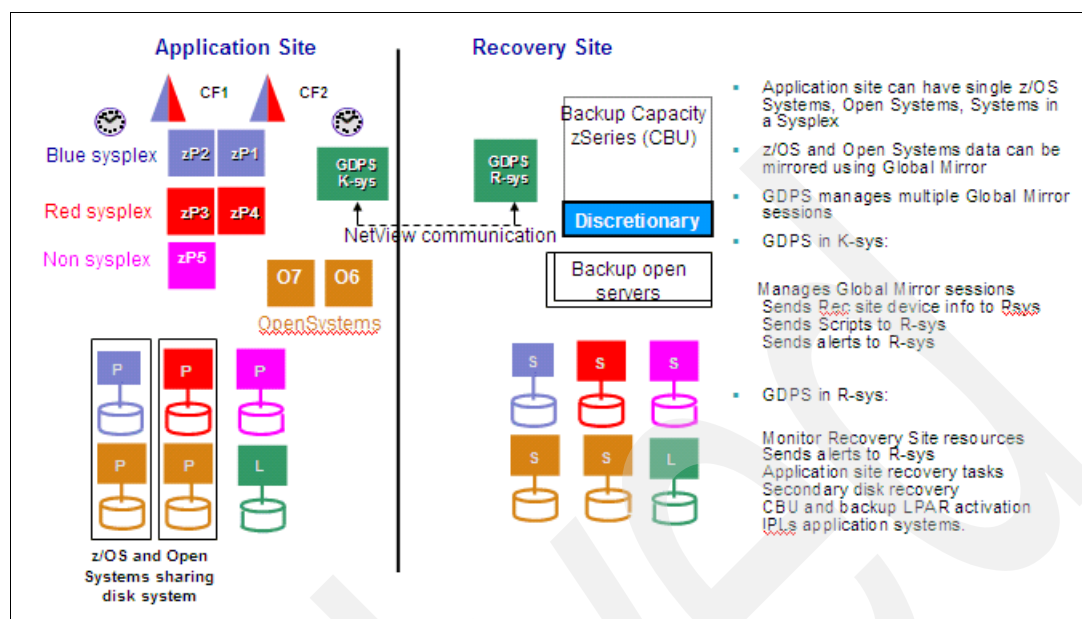 Application Site
Recovery Site
CF1
CF2
Blue sysplex
zP2
zP1
GDPS
K-sys
GDPS
R-sys
Backup Capacity
zSeries (CBU)
Red sysplex
zP3
zP4
Discretionary
NetView communication
Non sysplex
zP5
O7
O6
OpenSystems
Backup open
servers
P
P
P
P
P
L
S
S
S
S
S
L
z/OS and Open
Systems sharing
disk system
Application site can have single z/OS
Systems, Open Systems, Systems in
a Sysplex
z/OS and Open Systems data can be
mirrored using Global Mirror
GDPS manages multiple Global Mirror
sessions
GDPS in K-sys:
Manages Global Mirror sessions
Sends Rec site device info to Rsys
Sends Scripts to R-sys
Sends alerts to R-sys
GDPS in R-sys:
Monitor Recovery Site resources
Sends alerts to R-sys
Application site recovery tasks
Secondary disk recovery
CBU and backup LPAR activation
IPLs application systems.